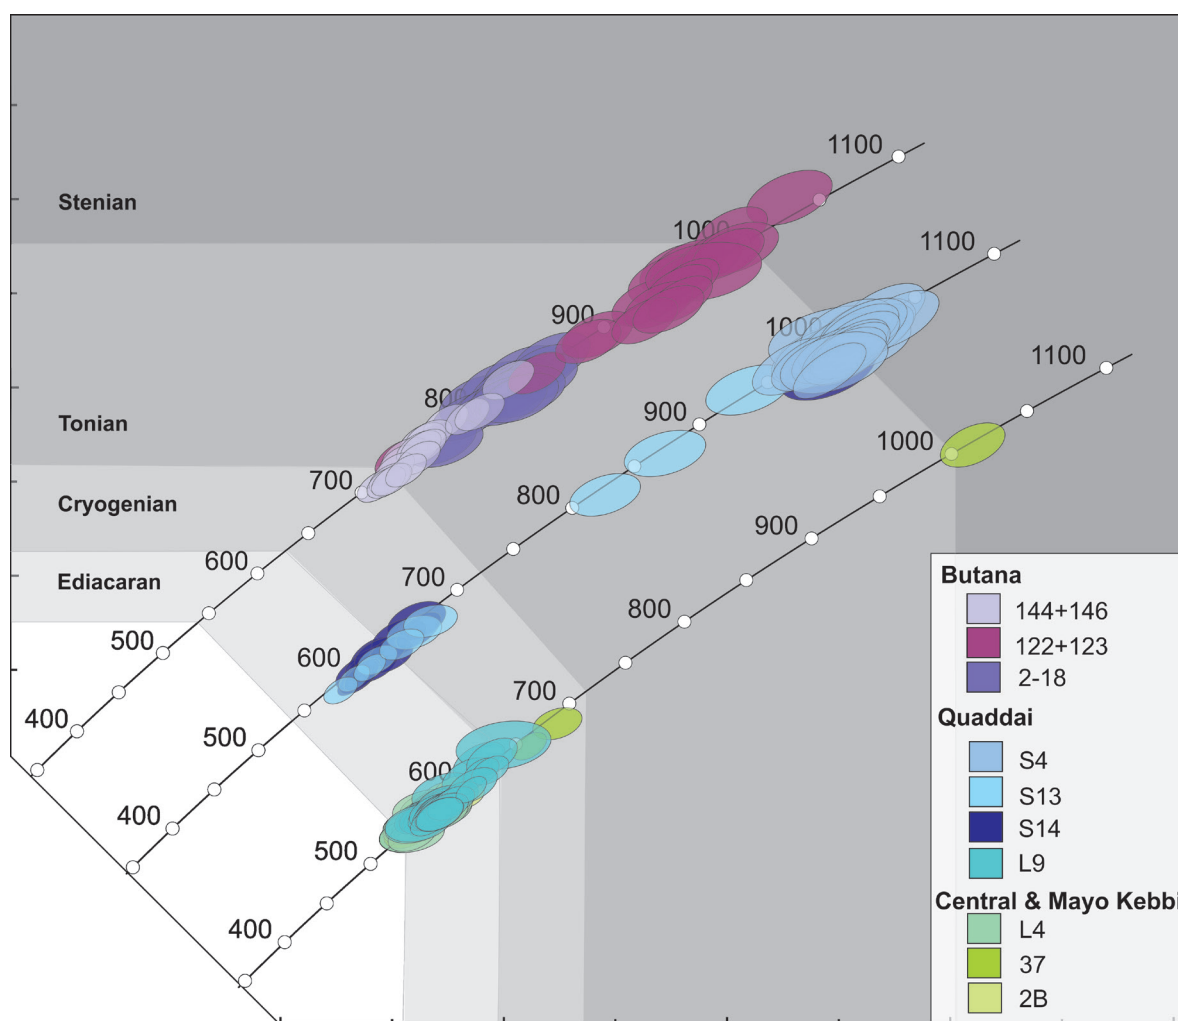 1100
Stenian
1000
1100
900
1000
1100
800
Tonian
900
1000
700
800
Cryogenian
900
600
700
Ediacaran
800
500
600
400
500
700
600
400
500
400
Butana
144+146
122+123
2-18
Quaddai
S4
S13
S14
L9
Central & Mayo Kebbi
L4
37
2B